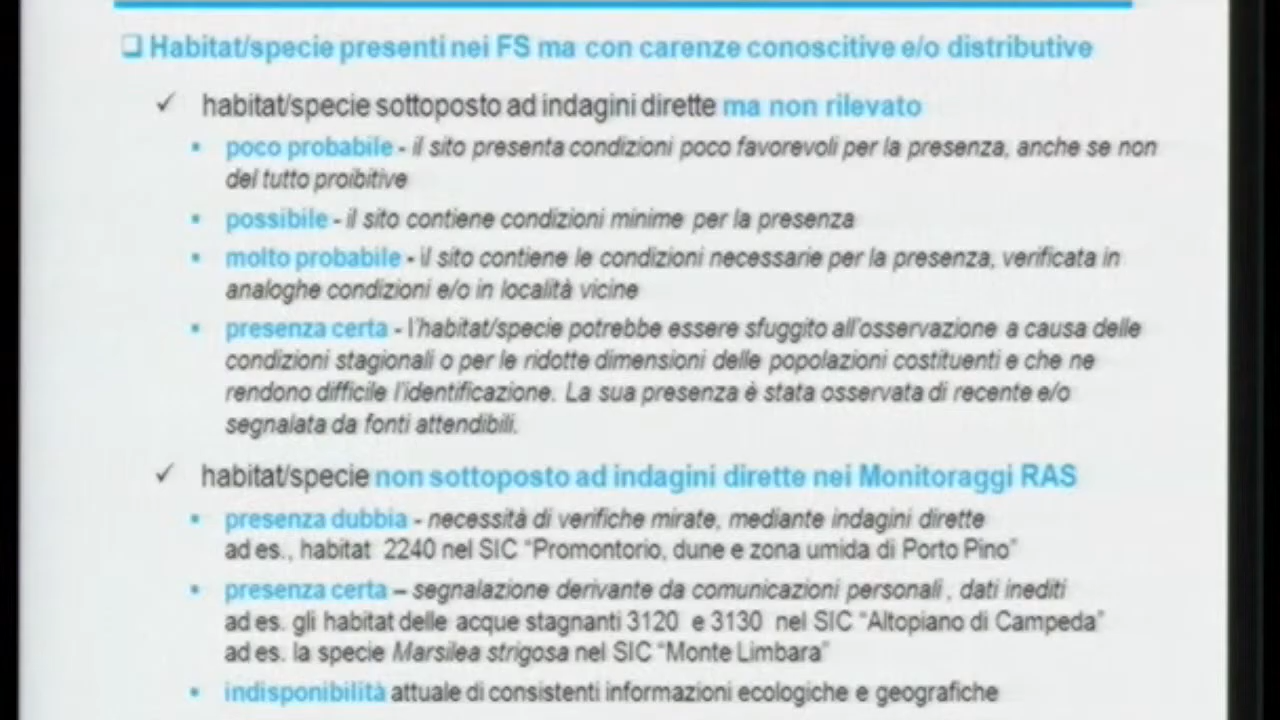 ❑ Habitat/specie presenti nei FS ma con carenze conoscitive e/o distributive
✓ habitat/specie sottoposto ad indagini dirette ma non rilevato
▪ poco probabile - il sito presenta condizioni poco favorevoli per la presenza, anche se non
del tutto proibitive
▪ possibile - il sito contiene condizioni minime per la presenza
▪ molto probabile - il sito contiene le condizioni necessarie per la presenza, verificata in
analoghe condizioni e/o in località vicine
▪ presenza certa - l'habitat/specie potrebbe essere sfuggito all'osservazione a causa delle
condizioni stagionali o per le ridotte dimensioni delle popolazioni costituenti e che ne
rendono difficile l'identificazione. La sua presenza è stata osservata di recente e/o
segnalata da fonti attendibili.
✓ habitat/specie non sottoposto ad indagini dirette nei Monitoraggi RAS
▪ presenza dubbia - necessità di verifiche mirate, mediante indagini dirette
ad es., habitat 2240 nel SIC "Promontorio, dune e zona umida di Porto Pino"
▪ presenza certa – segnalazione derivante da comunicazioni personali, dati inediti
ad es. gli habitat delle acque stagnanti 3120 e 3130 nel SIC "Altopiano di Campeda"
ad es. la specie Marsilea strigosa nel SIC "Monte Limbara"
▪ indisponibilità attuale di consistenti informazioni ecologiche e geografiche